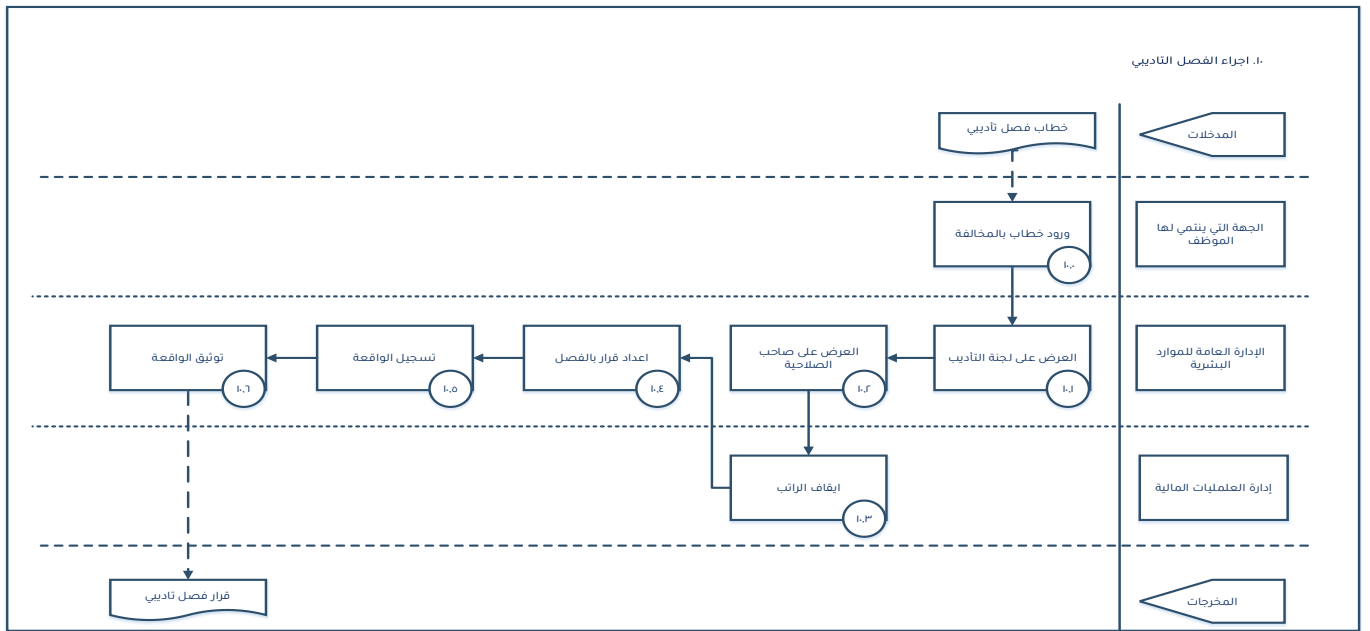 ١٠. اجراء الفصل التاديبي
المدخلات
خطاب فصل تأديبي
الجهة التي ينتمي لها
الموظف
ورود خطاب بالمخالفة
١٠.٠
الإدارة العامة للموارد
البشرية
العرض على لجنة التأديب
١٠.١
العرض على صاحب
الصلاحية
١٠.٢
اعداد قرار بالفصل
١٠.٤
تسجيل الواقعة
١٠.٥
توثيق الواقعة
١٠.٦
إدارة العلمليات المالية
ايقاف الراتب
١٠.٣
المخرجات
قرار فصل تاديبي